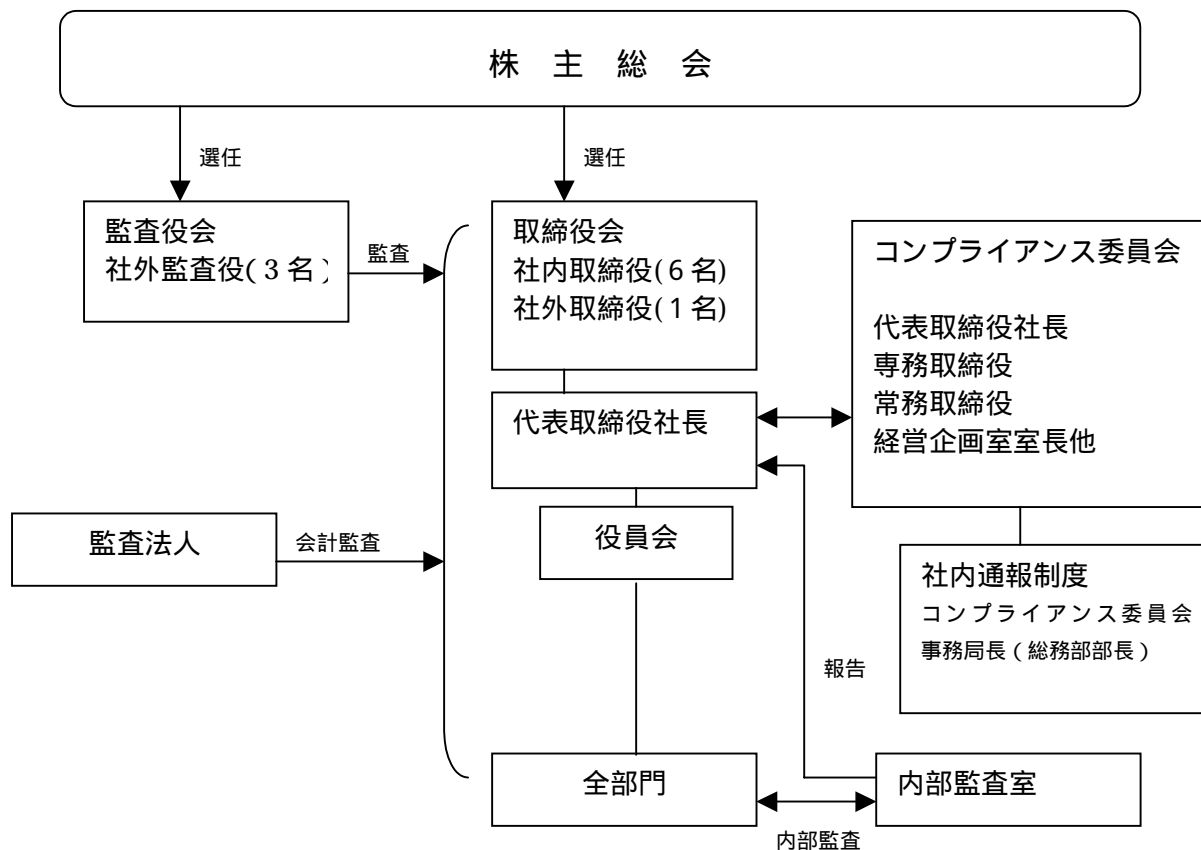 株 主 総 会
選任
選任
監査役会
社外監査役(3名)
監査
取締役会
社内取締役(6名)
社外取締役(1名)
コンプライアンス委員会
代表取締役社長
専務取締役
常務取締役
経営企画室室長他
代表取締役社長
監査法人
会計監査
役員会
社内通報制度
コンプライアンス委員会
事務局長(総務部部長)
報告
全部門
内部監査室
内部監査